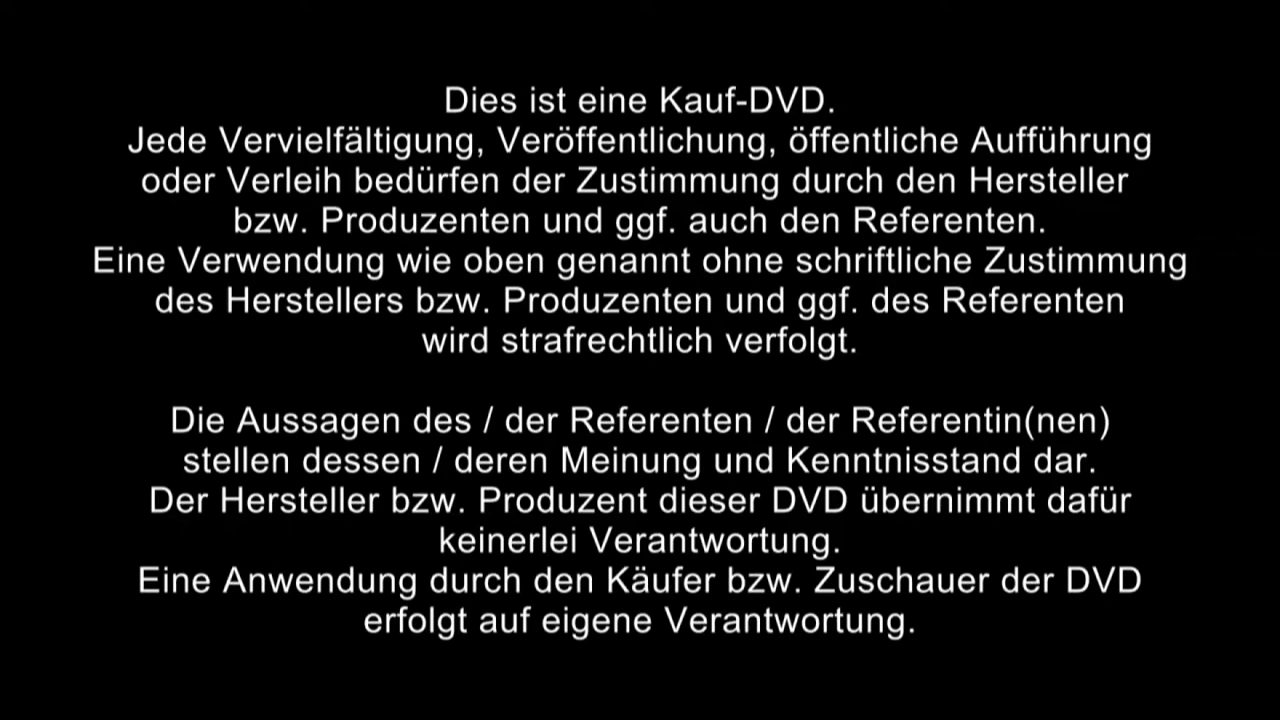 Dies ist eine Kauf-DVD.
Jede Vervielfältigung, Veröffentlichung, öffentliche Aufführung
oder Verleih bedürfen der Zustimmung durch den Hersteller
bzw. Produzenten und ggf. auch den Referenten.
Eine Verwendung wie oben genannt ohne schriftliche Zustimmung
des Herstellers bzw. Produzenten und ggf. des Referenten
wird strafrechtlich verfolgt.
Die Aussagen des / der Referenten / der Referentin(nen)
stellen dessen / deren Meinung und Kenntnisstand dar.
Der Hersteller bzw. Produzent dieser DVD übernimmt dafür
keinerlei Verantwortung.
Eine Anwendung durch den Käufer bzw. Zuschauer der DVD
erfolgt auf eigene Verantwortung.